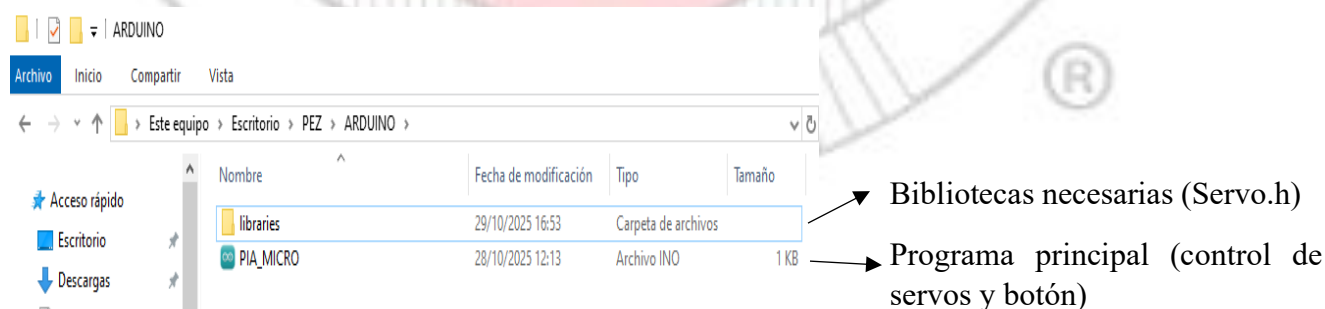 ARDUINO
Archivo Inicio Compartir Vista
Este equipo > Escritorio > PEZ > ARDUINO >
Nombre Fecha de modificación Tipo Tamaño
Acceso rápido
libraries 29/10/2025 16:53 Carpeta de archivos
Escritorio
PIA_MICRO 28/10/2025 12:13 Archivo INO 1 KB
Descargas
Bibliotecas necesarias (Servo.h)
Programa principal (control de
servos y botón)
®